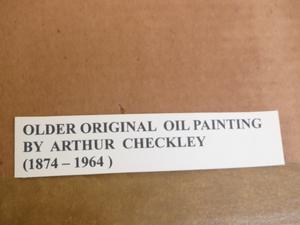 OLDER ORIGINAL OIL PAINTING
BY ARTHUR CHECKLEY
(1874 – 1964 )